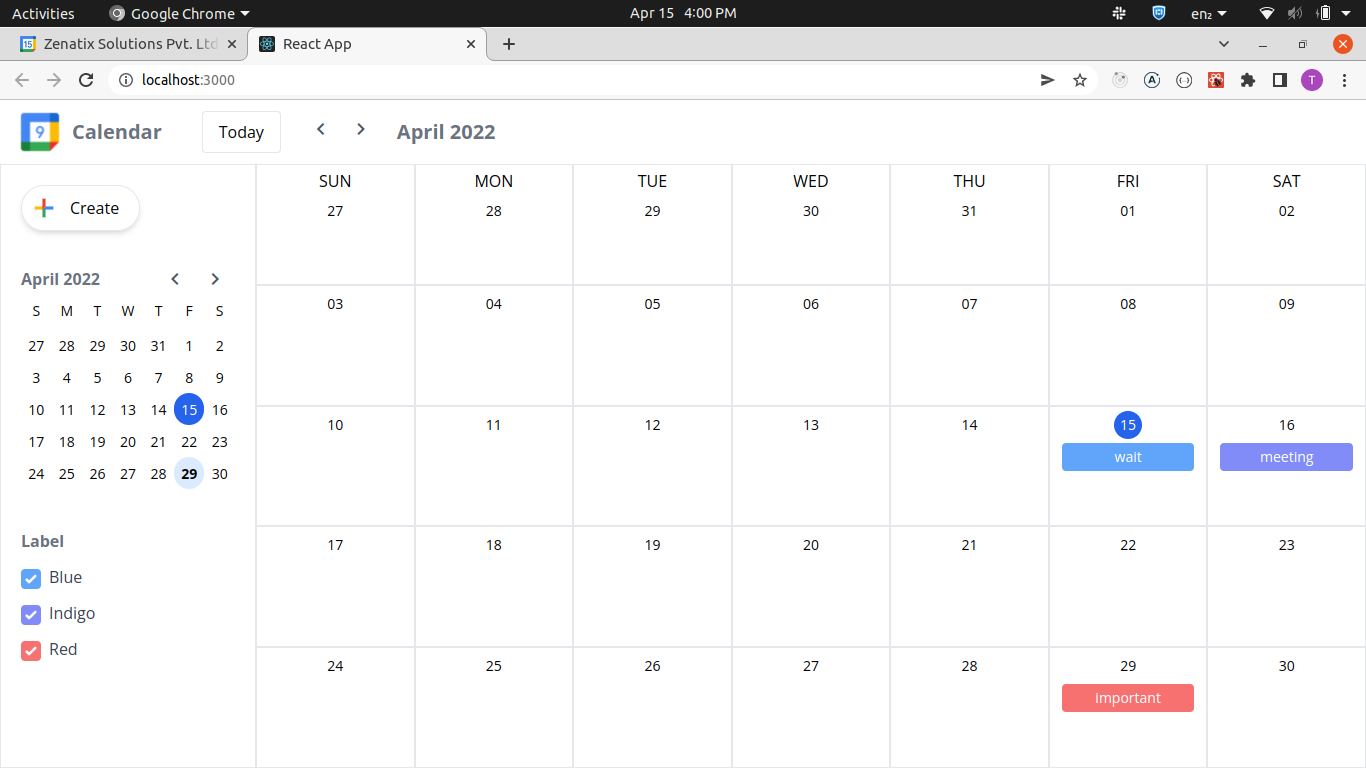 Activities Google Chrome Apr 15 4:00 PM en₂
15 Zenatix Solutions Pvt. Ltd React App
localhost:3000 T
9 Calendar Today April 2022
Create
April 2022
S M T W T F S
27 28 29 30 31 1 2
3 4 5 6 7 8 9
10 11 12 13 14 15 16
17 18 19 20 21 22 23
24 25 26 27 28 29 30
Label
Blue
Indigo
Red
SUN MON TUE WED THU FRI SAT
27 28 29 30 31 01 02
03 04 05 06 07 08 09
10 11 12 13 14 15 16
wait meeting
17 18 19 20 21 22 23
24 25 26 27 28 29 30
important